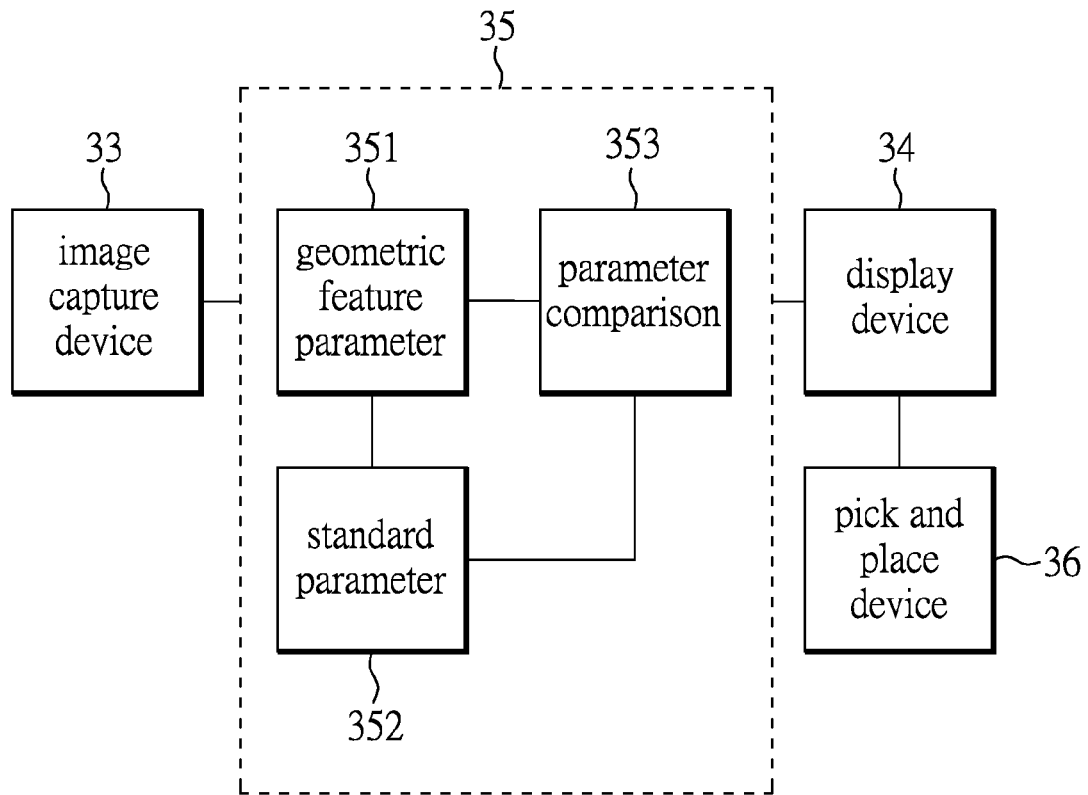 35
33
351
353
34
image
capture
device
geometric
feature
parameter
parameter
comparison
display
device
standard
parameter
pick and
place
device
36
352